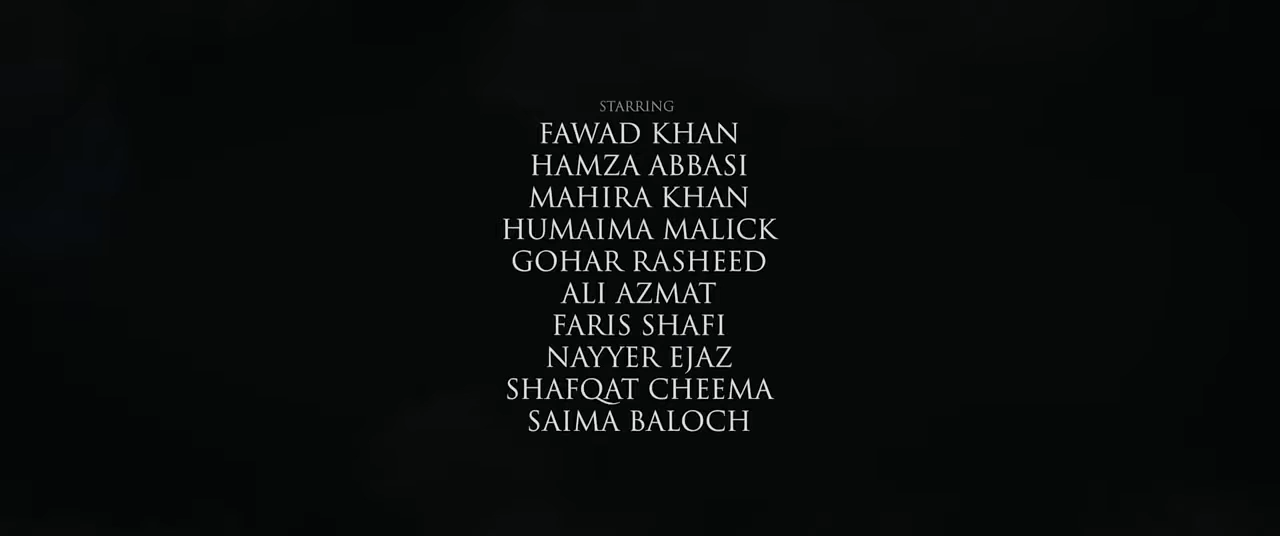 STARRING
FAWAD KHAN
HAMZA ABBASI
MAHIRA KHAN
HUMAIMA MALICK
GOHAR RASHEED
ALI AZMAT
FARIS SHAFI
NAYYER EJAZ
SHAFQAT CHEEMA
SAIMA BALOCH